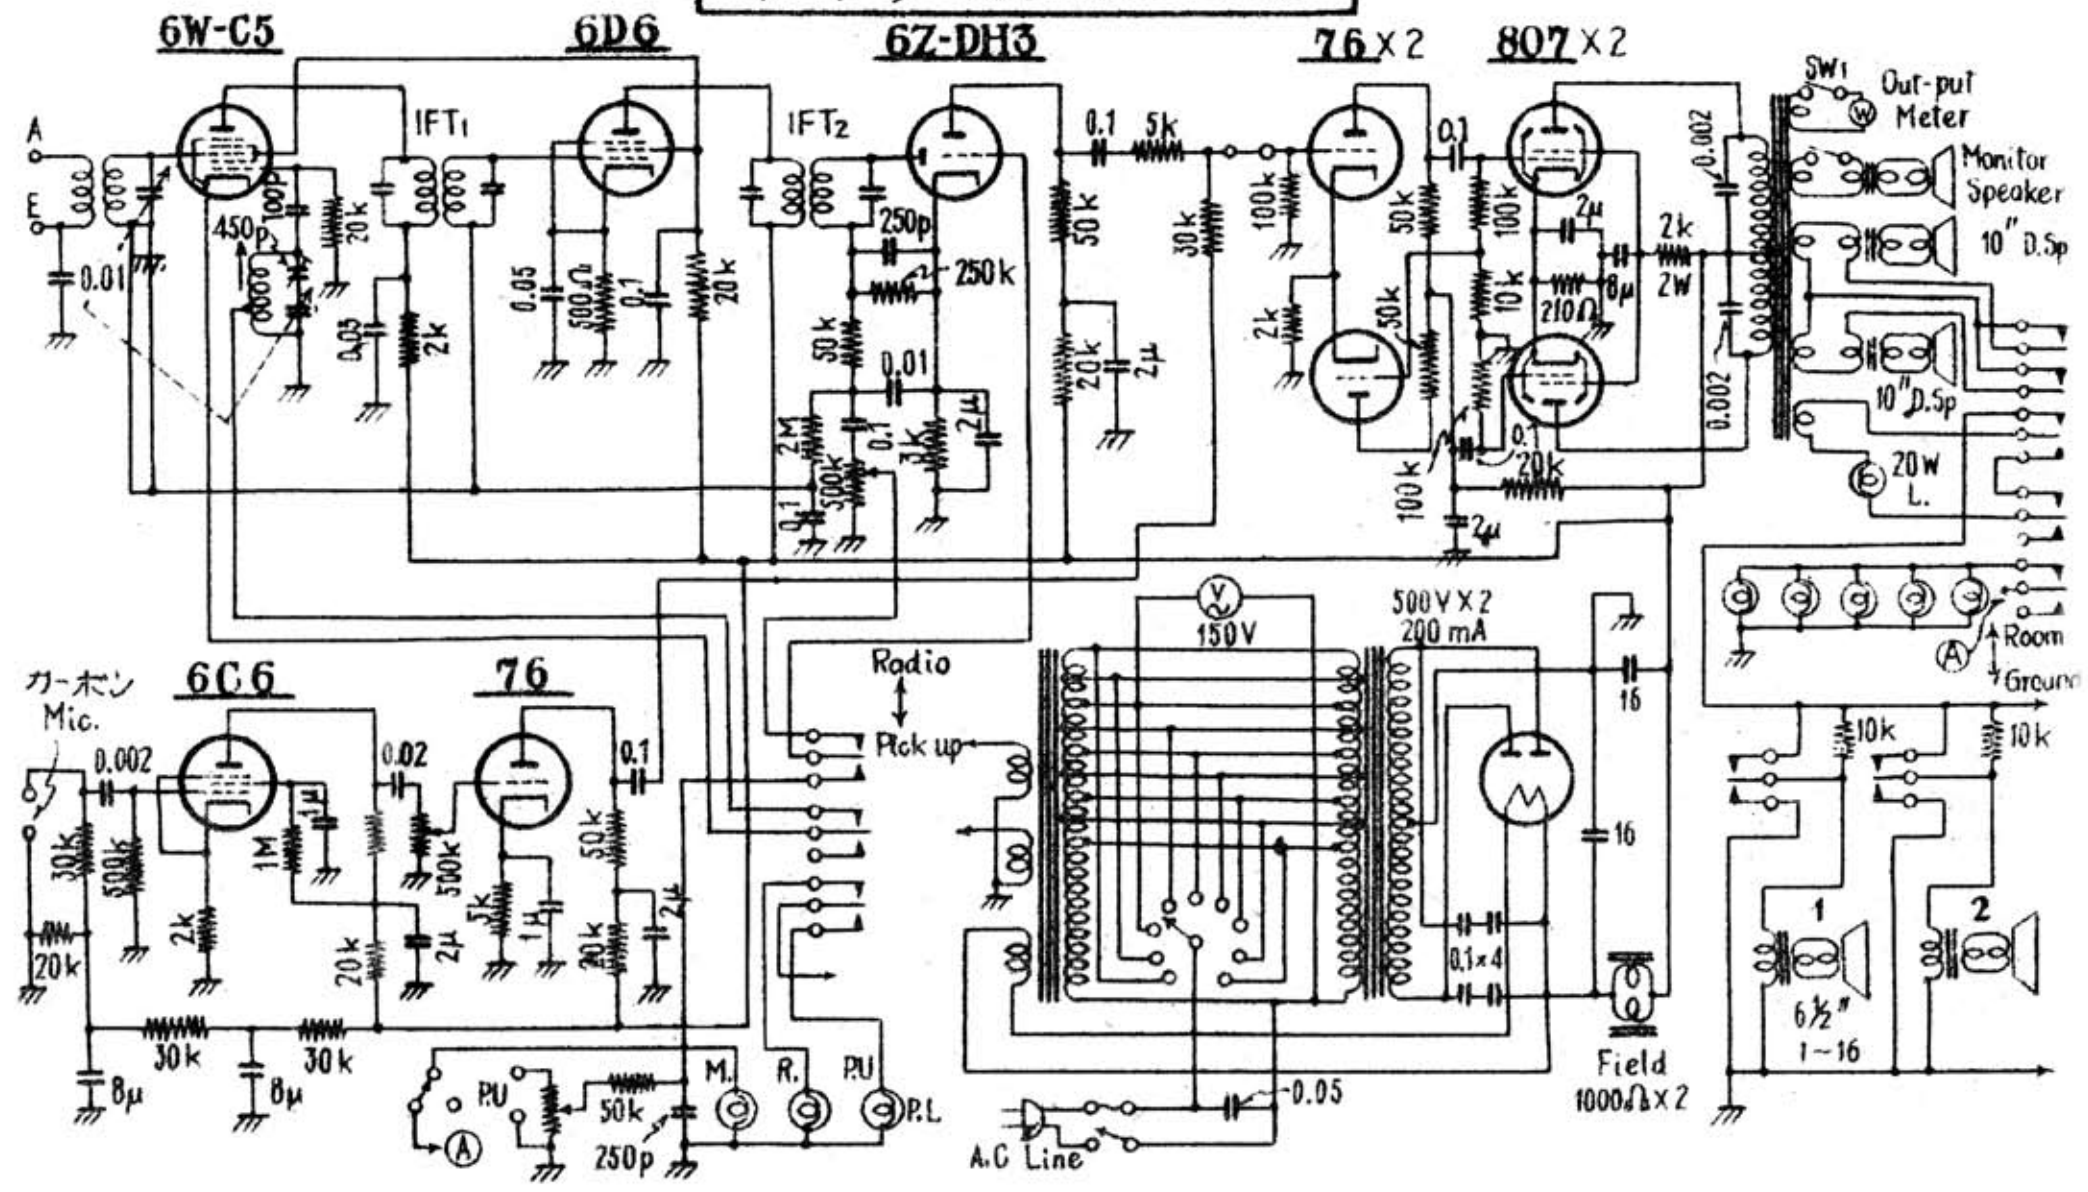 6W-C5
6D6
6Z-DH3
76 X 2
807 X 2
SW1
Out-put
Meter
W
A
E
IFT1
IFT2
0.1
5k
0.1
0.002
Monitor
Speaker
100p
450p
20k
0.01
250p
250k
50k
30k
100k
50k
100k
2μ
2k
2W
10" D.Sp
0.05
2k
0.05
500Ω
0.1
20k
50k
0.01
2k
50k
10k
210Ω
8μ
20k
2μ
0.002
10" D.Sp
2M
0.1
500k
0.1
3k
2μ
100k
0.1
20k
2μ
20W
L.
V
150V
500V X 2
200 mA
Room
Ground
A
カーボン
Mic.
6C6
76
Radio
Pick up
16
16
10k
10k
0.002
0.02
0.1
30k
500k
1M
1μ
500k
50k
2k
20k
2μ
5k
1μ
20k
2μ
20k
0.1×4
1
2
6½"
1~16
30k
30k
8μ
8μ
P.U
50k
250p
A
M.
R.
P.U
P.L
A.C Line
0.05
Field
1000Ω X 2